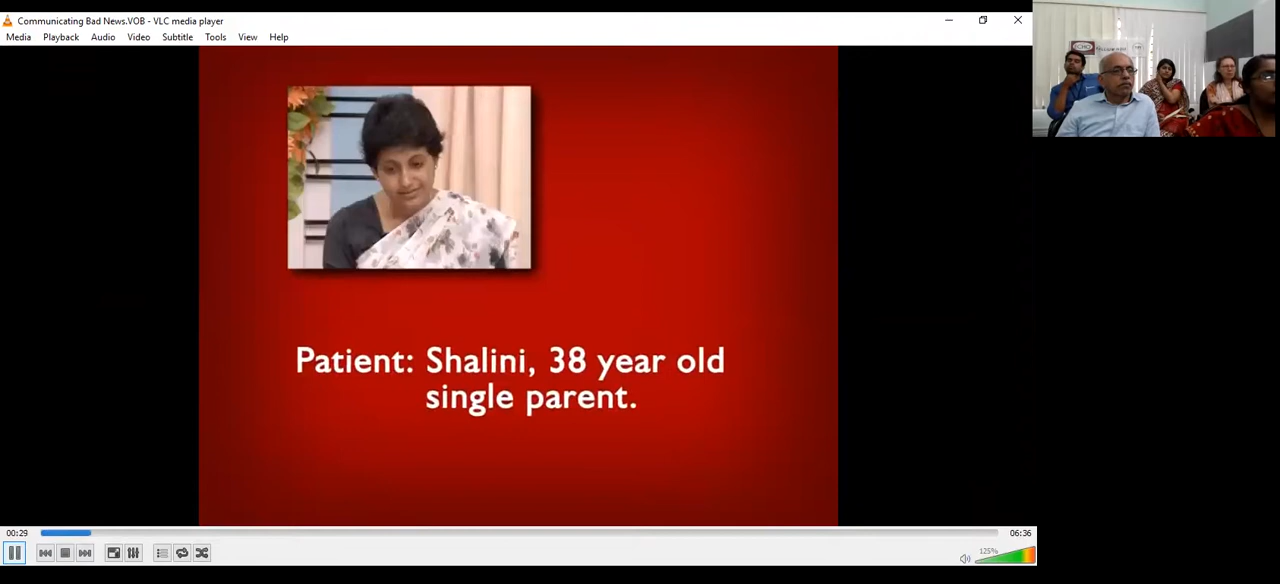 Communicating Bad News.VOB - VLC media player
Media Playback Audio Video Subtitle Tools View Help
Patient: Shalini, 38 year old
single parent.
00:29
06:36
125%